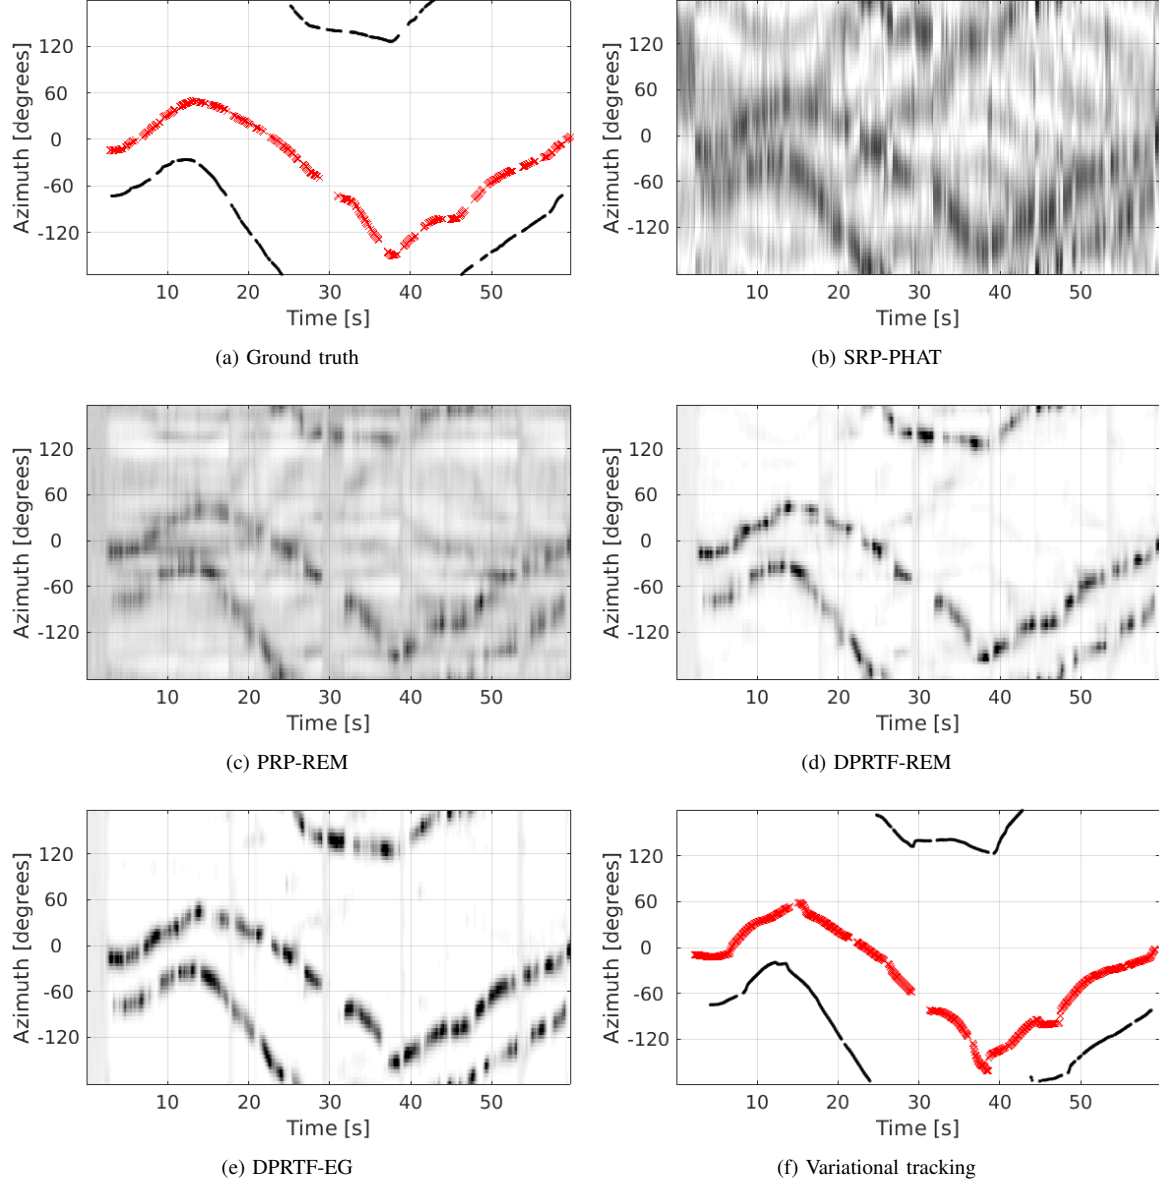 120
60
0
-60
-120
Azimuth [degrees]
10 20 30 40 50
Time [s]
(a) Ground truth
120
60
0
-60
-120
Azimuth [degrees]
10 20 30 40 50
Time [s]
(b) SRP-PHAT
120
60
0
-60
-120
Azimuth [degrees]
10 20 30 40 50
Time [s]
(c) PRP-REM
120
60
0
-60
-120
Azimuth [degrees]
10 20 30 40 50
Time [s]
(d) DPRTF-REM
120
60
0
-60
-120
Azimuth [degrees]
10 20 30 40 50
Time [s]
(e) DPRTF-EG
120
60
0
-60
-120
Azimuth [degrees]
10 20 30 40 50
Time [s]
(f) Variational tracking